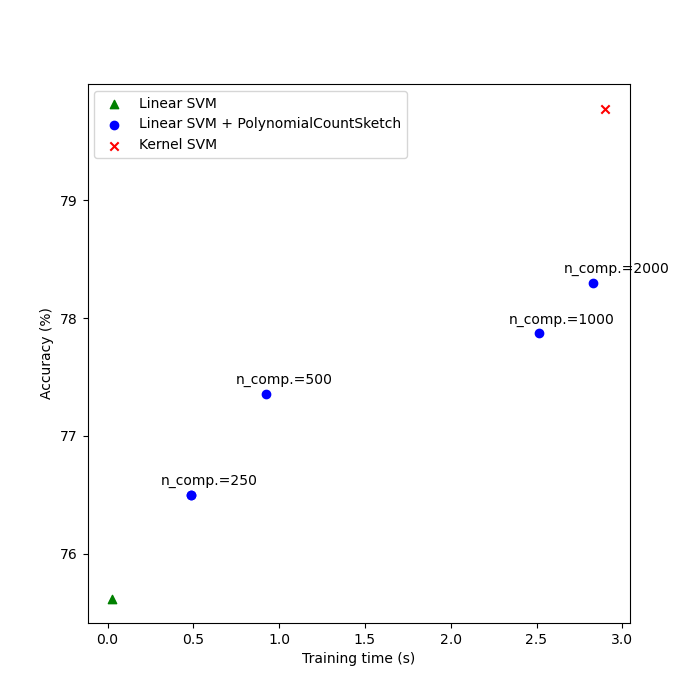 Linear SVM
Linear SVM + PolynomialCountSketch
Kernel SVM
79
n_comp.=2000
78
n_comp.=1000
Accuracy (%)
n_comp.=500
77
n_comp.=250
76
0.0 0.5 1.0 1.5 2.0 2.5 3.0
Training time (s)